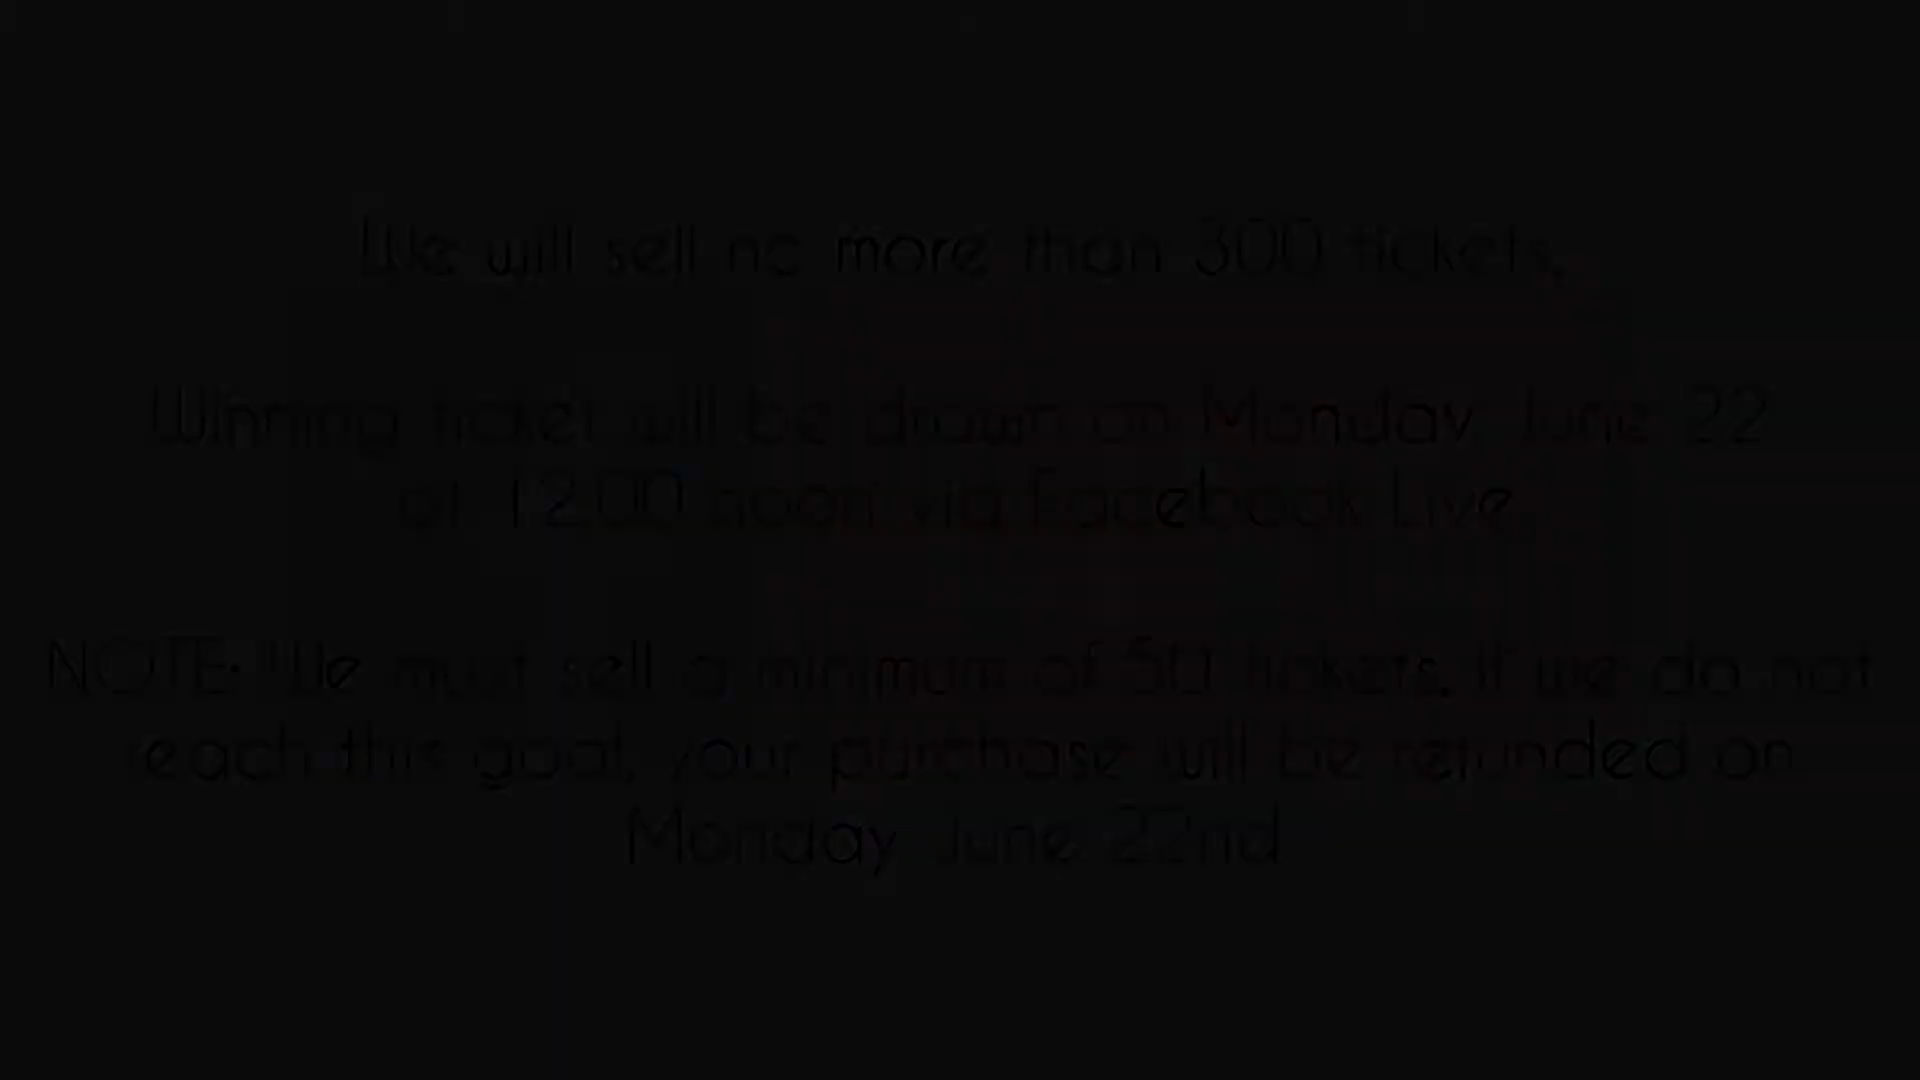 We will sell no more than 300 tickets.
Winning ticket will be drawn on Monday, June 22
at 12:00 noon via Facebook Live
NOTE: We must sell a minimum of 50 tickets. If we do not
reach this goal, your purchase will be refunded on
Monday June 22nd